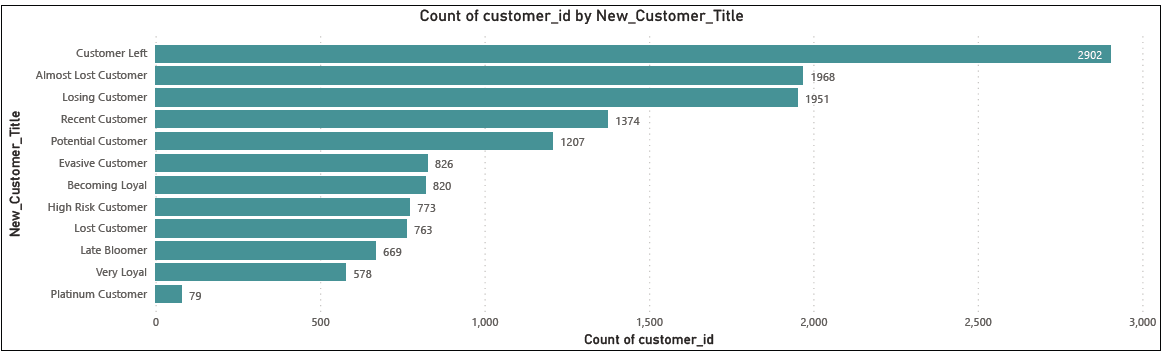 Count of customer_id by New_Customer_Title
New_Customer_Title
Customer Left 2902
Almost Lost Customer 1968
Losing Customer 1951
Recent Customer 1374
Potential Customer 1207
Evasive Customer 826
Becoming Loyal 820
High Risk Customer 773
Lost Customer 763
Late Bloomer 669
Very Loyal 578
Platinum Customer 79
0 500 1,000 1,500 2,000 2,500 3,000
Count of customer_id